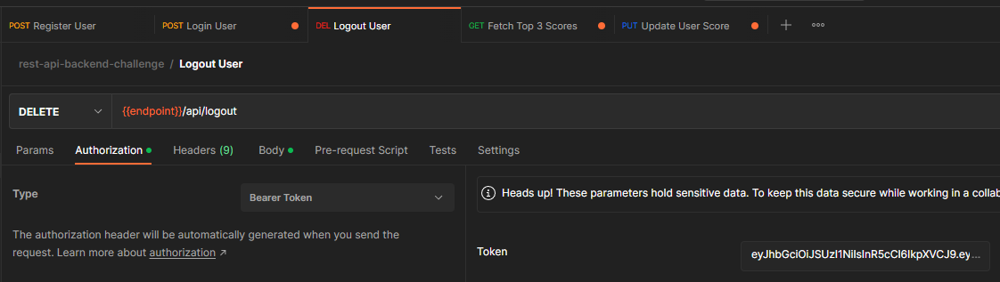 POST Register User POST Login User DEL Logout User GET Fetch Top 3 Scores PUT Update User Score
rest-api-backend-challenge / Logout User
DELETE {{endpoint}}/api/logout
Params Authorization Headers (9) Body Pre-request Script Tests Settings
Type Bearer Token
The authorization header will be automatically generated when you send the
request. Learn more about authorization ↗
Heads up! These parameters hold sensitive data. To keep this data secure while working in a collab
Token eyJhbGciOiJSUzI1NiIsInR5cCI6IkpXVCJ9.ey...